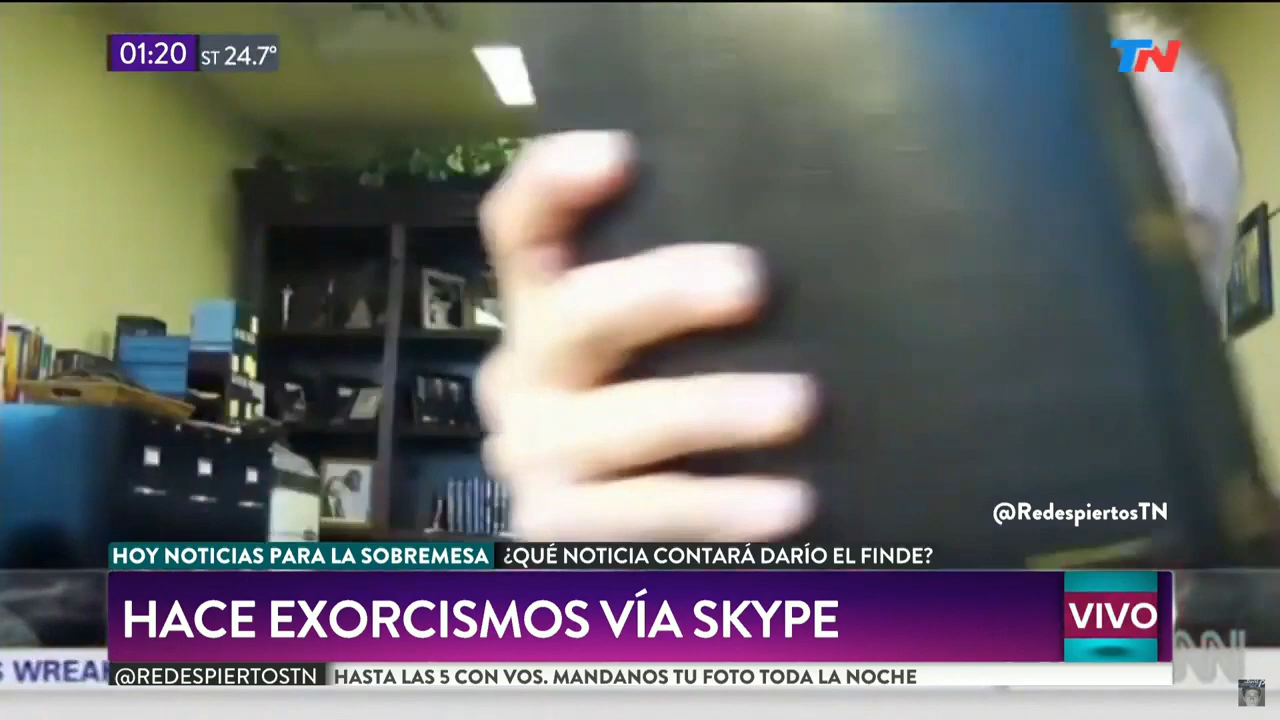 01:20 ST 24.7°
TN
@RedespiertosTN
HOY NOTICIAS PARA LA SOBREMESA ¿QUÉ NOTICIA CONTARÁ DARÍO EL FINDE?
HACE EXORCISMOS VÍA SKYPE
VIVO
@REDESPIERTOSTN HASTA LAS 5 CON VOS. MANDANOS TU FOTO TODA LA NOCHE